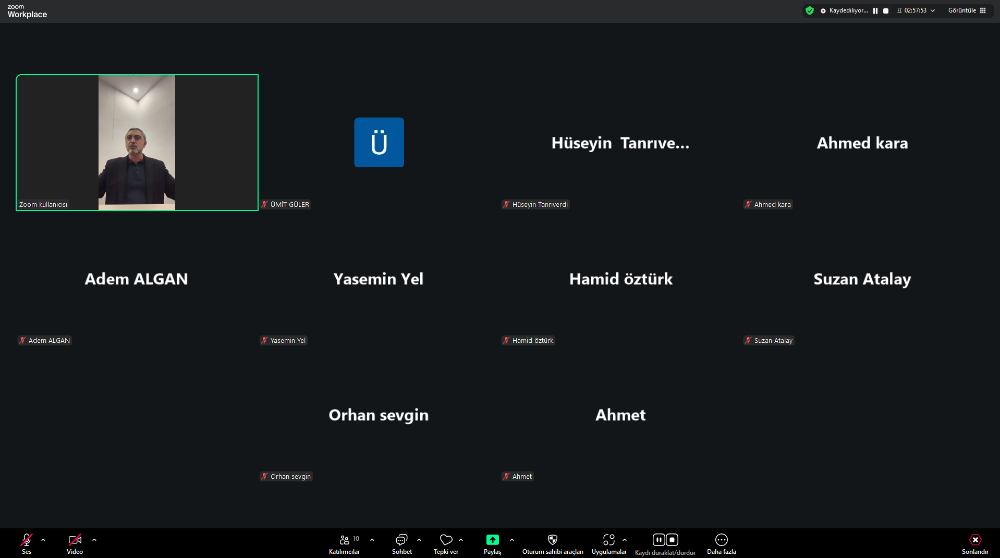 zoom
Workplace
Kaydediliyor...
02:57:53
Görüntüle
Zoom kullanıcısı
Ü
ÜMİT GÜLER
Hüseyin Tanrıve...
Hüseyin Tanrıverdi
Ahmed kara
Ahmed kara
Adem ALGAN
Adem ALGAN
Yasemin Yel
Yasemin Yel
Hamid öztürk
Hamid öztürk
Suzan Atalay
Suzan Atalay
Orhan sevgin
Orhan sevgin
Ahmet
Ahmet
Ses
Video
10
Katılımcılar
Sohbet
Tepki ver
Paylaş
Oturum sahibi araçları
Uygulamalar
Kaydı duraklat/durdur
Daha fazla
Sonlandır